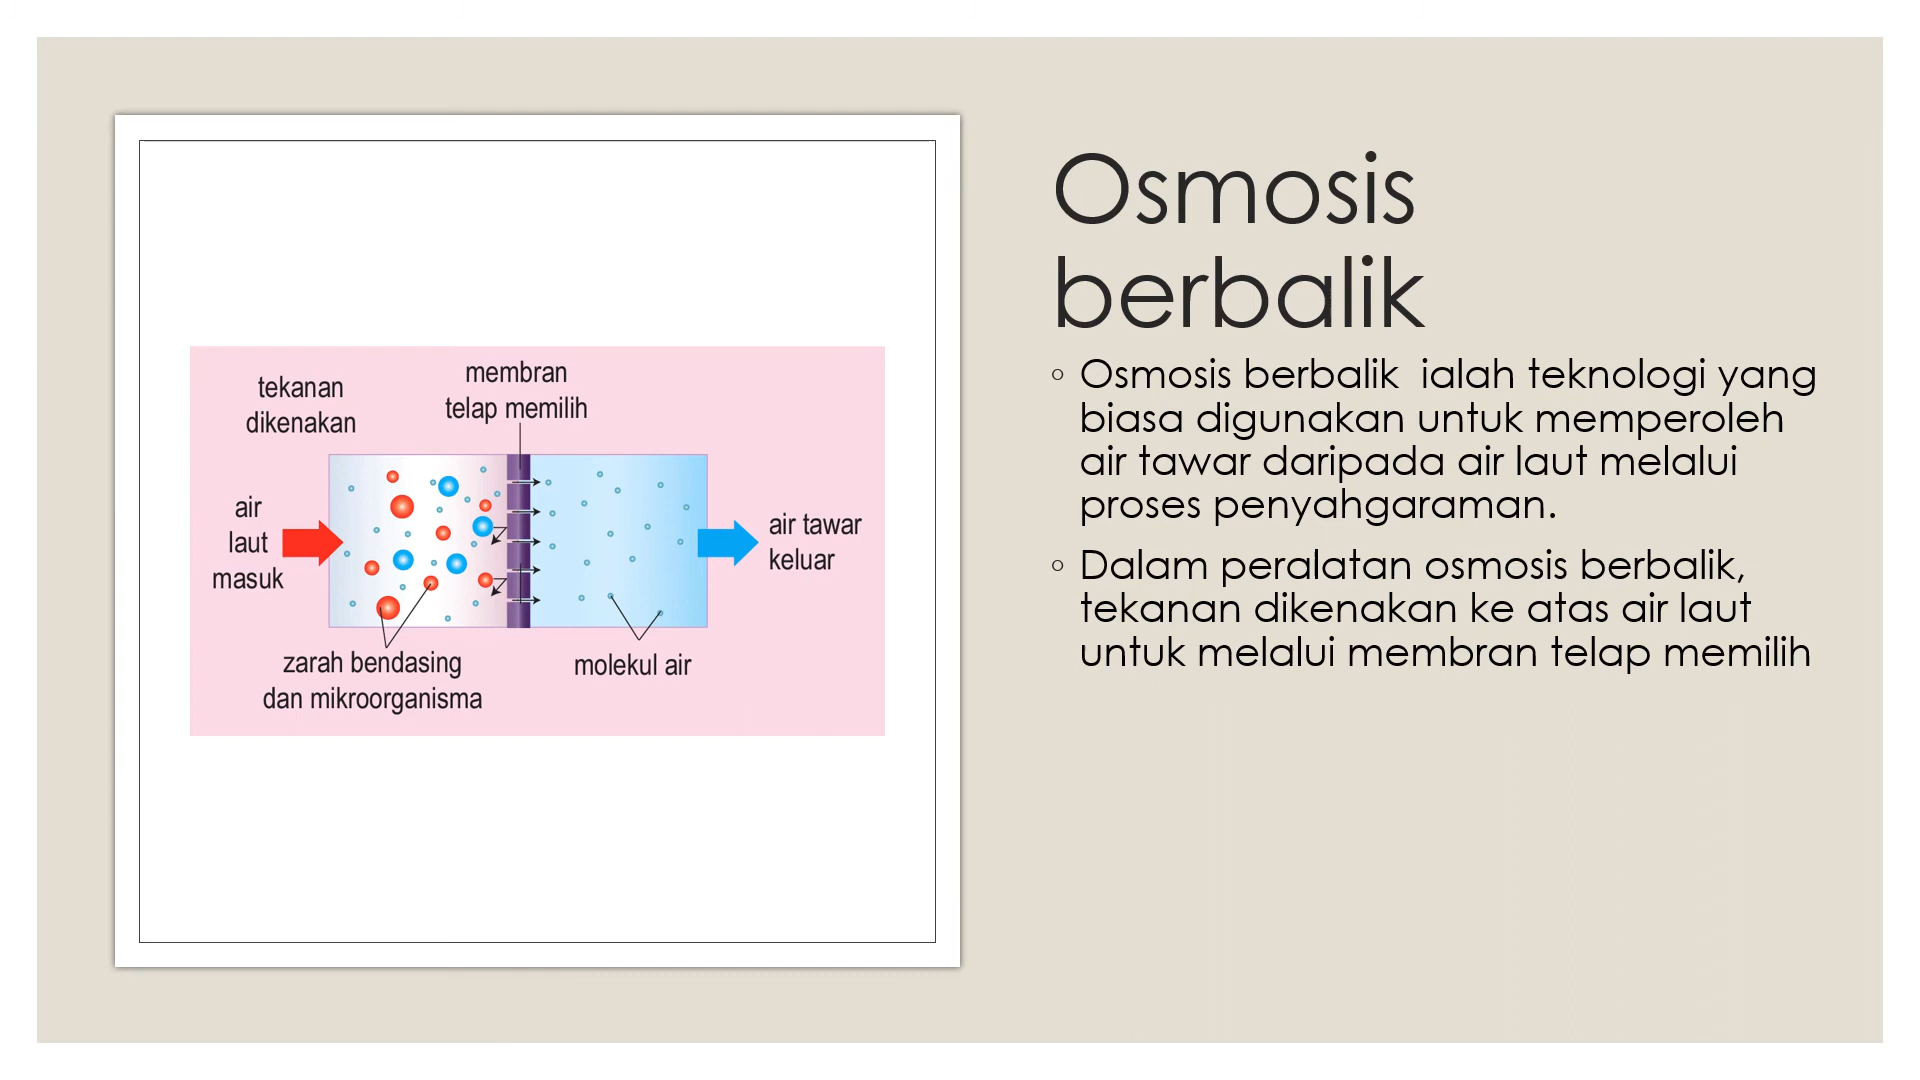 tekanan
dikenakan
membran
telap memilih
air
laut
masuk
air tawar
keluar
zarah bendasing
dan mikroorganisma
molekul air
Osmosis
berbalik
◦ Osmosis berbalik  ialah teknologi yang
biasa digunakan untuk memperoleh
air tawar daripada air laut melalui
proses penyahgaraman.
◦ Dalam peralatan osmosis berbalik,
tekanan dikenakan ke atas air laut
untuk melalui membran telap memilih